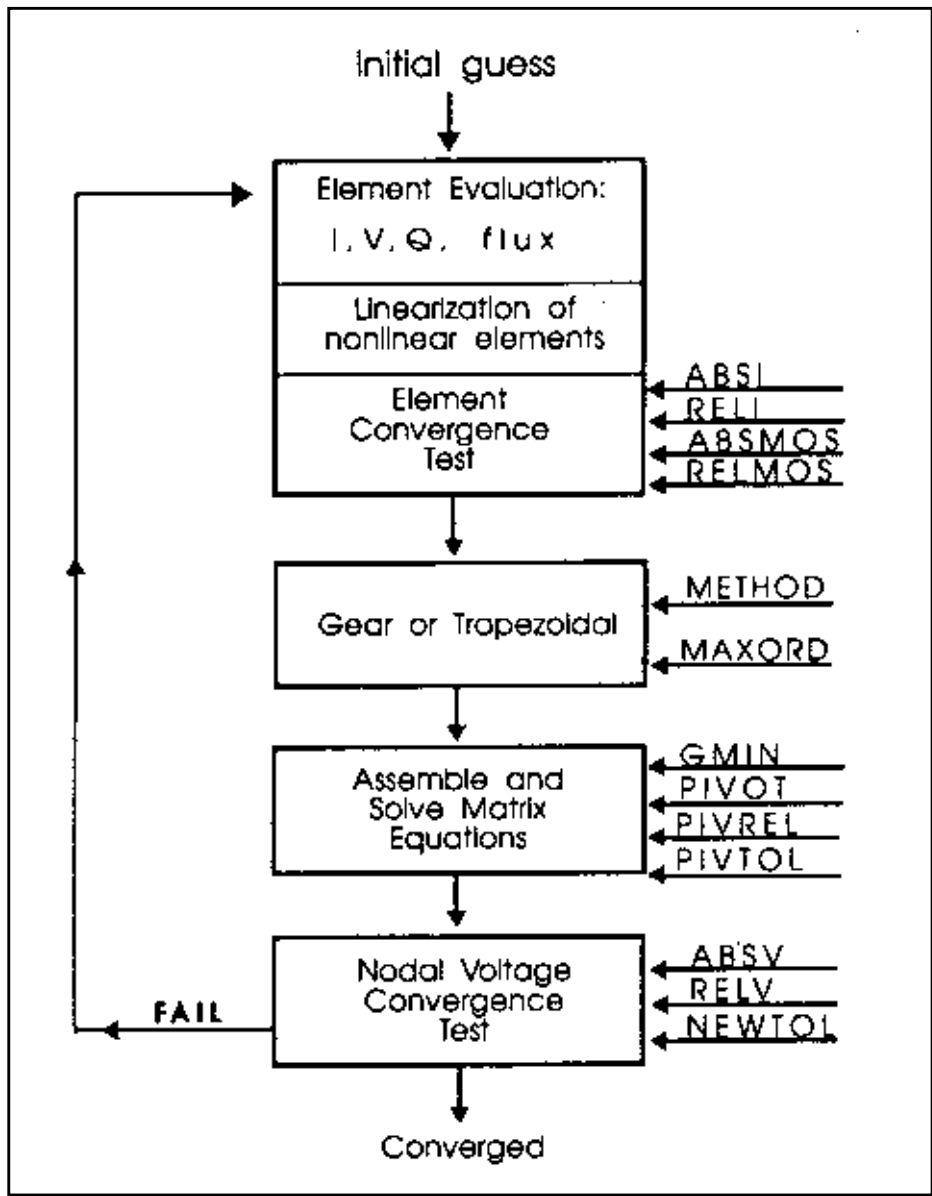 Initial guess
Element Evaluation:
I, V, Q, flux
Linearization of
nonlinear elements
Element
Convergence
Test
ABSI
RELI
ABSMOS
RELMOS
Gear or Trapezoidal
METHOD
MAXORD
Assemble and
Solve Matrix
Equations
GMIN
PIVOT
PIVREL
PIVTOL
Nodal Voltage
Convergence
Test
ABSV
RELV
NEWTOL
FAIL
Converged